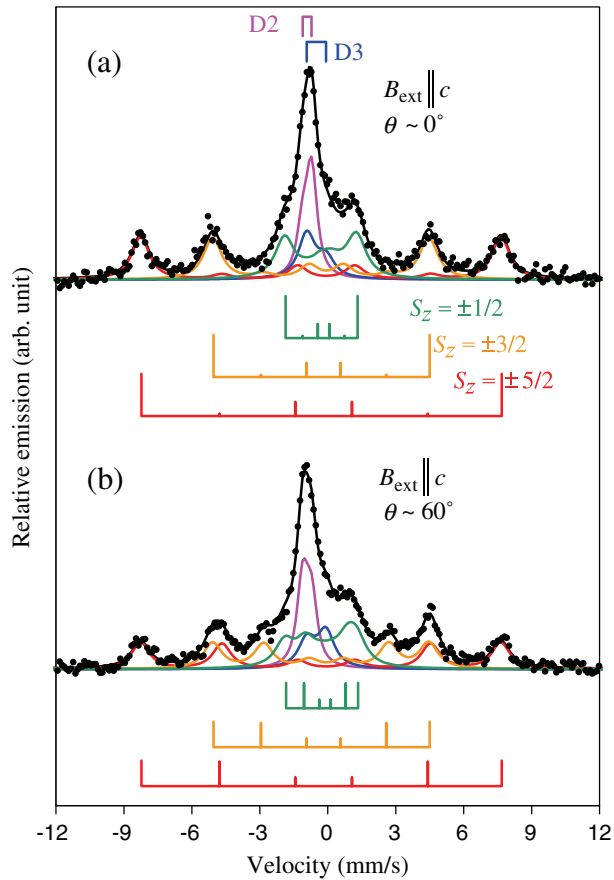 D2
D3
(a)
B_ext ∥ c
θ ~ 0°
S_Z = ±1/2
S_Z = ±3/2
S_Z = ±5/2
(b)
B_ext ∥ c
θ ~ 60°
Relative emission (arb. unit)
-12 -9 -6 -3 0 3 6 9 12
Velocity (mm/s)